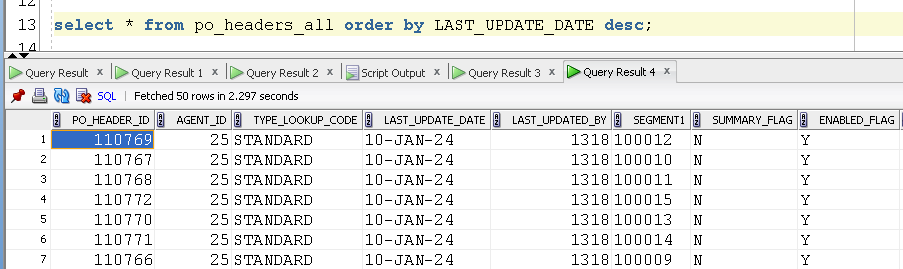 12
13 select * from po_headers_all order by LAST_UPDATE_DATE desc;
14
Query Result x Query Result 1 x Query Result 2 x Script Output x Query Result 3 x Query Result 4 x
SQL | Fetched 50 rows in 2.297 seconds
PO_HEADER_ID AGENT_ID TYPE_LOOKUP_CODE LAST_UPDATE_DATE LAST_UPDATED_BY SEGMENT1 SUMMARY_FLAG ENABLED_FLAG
1 110769 25 STANDARD 10-JAN-24 1318 100012 N Y
2 110767 25 STANDARD 10-JAN-24 1318 100010 N Y
3 110768 25 STANDARD 10-JAN-24 1318 100011 N Y
4 110772 25 STANDARD 10-JAN-24 1318 100015 N Y
5 110770 25 STANDARD 10-JAN-24 1318 100013 N Y
6 110771 25 STANDARD 10-JAN-24 1318 100014 N Y
7 110766 25 STANDARD 10-JAN-24 1318 100009 N Y